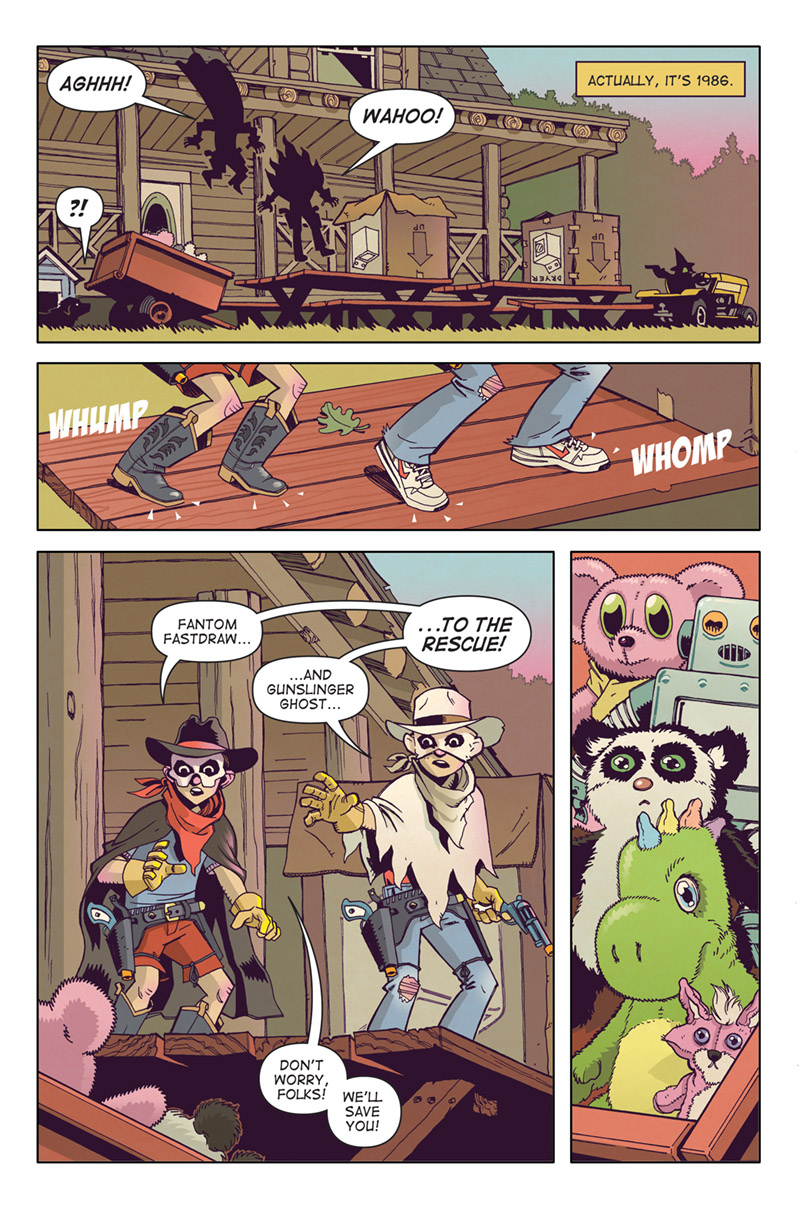 ACTUALLY, IT'S 1986.
AGHHH!
WAHOO!
?!
UP
UP
DRYER
WHUMP
WHOMP
FANTOM
FASTDRAW...
...AND
GUNSLINGER
GHOST...
...TO THE
RESCUE!
DON'T
WORRY,
FOLKS!
WE'LL
SAVE
YOU!